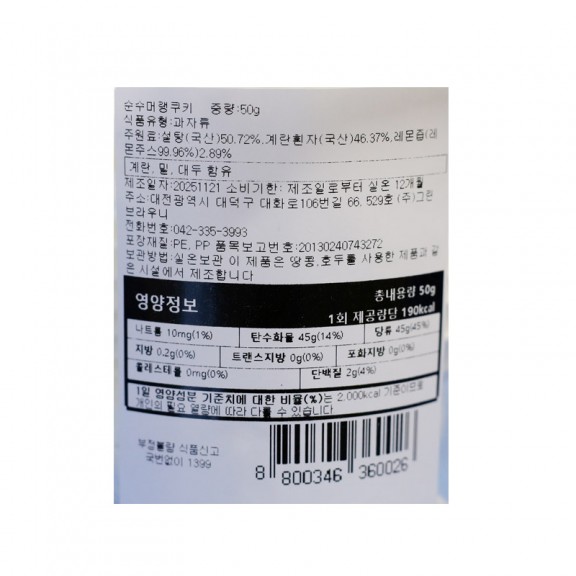 순수머랭쿠키 중량:50g
식품유형:과자류
주원료:설탕(국산)50.72%,계란흰자(국산)46.37%,레몬즙(레
몬주스99.96%)2.89%
계란, 밀, 대두 함유
제조일자:20251121 소비기한: 제조일로부터 실온 12개월
주소:대전광역시 대덕구 대화로106번길 66, 529호 (주)그린
브라우니
전화번호:042-335-3993
포장재질:PE, PP 품목보고번호:20130240743272
보관방법:실온보관 이 제품은 땅콩,호두를 사용한 제품과 같
은 시설에서 제조합니다
영양정보 총내용량 50g
1회 제공량당 190kcal
나트륨 10mg(1%) 탄수화물 45g(14%) 당류 45g(45%)
지방 0.2g(0%) 트랜스지방 0g(0%) 포화지방 0g(0%)
콜레스테롤 0mg(0%) 단백질 2g(4%)
1일 영양성분 기준치에 대한 비율(%)는 2,000kcal 기준이므로
개인의 필요 열량에 따라 다를 수 있습니다
부정불량 식품신고
국번없이 1399
8 800346 360026